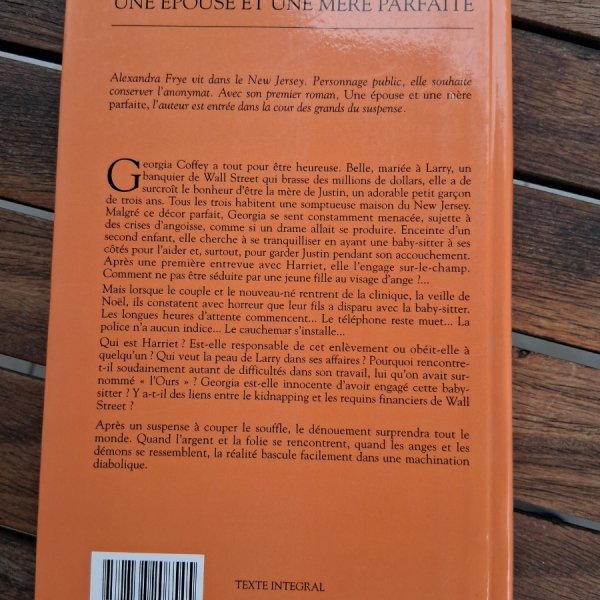 UNE ÉPOUSE ET UNE MÈRE PARFAITE
Alexandra Frye vit dans le New Jersey. Personnage public, elle souhaite
conserver l'anonymat. Avec son premier roman, Une épouse et une mère
parfaite, l'auteur est entrée dans la cour des grands du suspense.
Georgia Coffey a tout pour être heureuse. Belle, mariée à Larry, un
banquier de Wall Street qui brasse des millions de dollars, elle a de
surcroît le bonheur d'être la mère de Justin, un adorable petit garçon
de trois ans. Tous les trois habitent une somptueuse maison du New Jersey.
Malgré ce décor parfait, Georgia se sent constamment menacée, sujette à
des crises d'angoisse, comme si un drame allait se produire. Enceinte d'un
second enfant, elle cherche à se tranquilliser en ayant une baby-sitter à ses
côtés pour l'aider et, surtout, pour garder Justin pendant son accouchement.
Après une première entrevue avec Harriet, elle l'engage sur-le-champ.
Comment ne pas être séduite par une jeune fille au visage d'ange ?...
Mais lorsque le couple et le nouveau-né rentrent de la clinique, la veille de
Noël, ils constatent avec horreur que leur fils a disparu avec la baby-sitter.
Les longues heures d'attente commencent... Le téléphone reste muet... La
police n'a aucun indice... Le cauchemar s'installe...
Qui est Harriet ? Est-elle responsable de cet enlèvement ou obéit-elle à
quelqu'un ? Qui veut la peau de Larry dans ses affaires ? Pourquoi rencontre-
t-il soudainement autant de difficultés dans son travail, lui qu'on avait sur-
nommé « l'Ours » ? Georgia est-elle innocente d'avoir engagé cette baby-
sitter ? Y a-t-il des liens entre le kidnapping et les requins financiers de Wall
Street ?
Après un suspense à couper le souffle, le dénouement surprendra tout le
monde. Quand l'argent et la folie se rencontrent, quand les anges et les
démons se ressemblent, la réalité bascule facilement dans une machination
diabolique.
TEXTE INTEGRAL